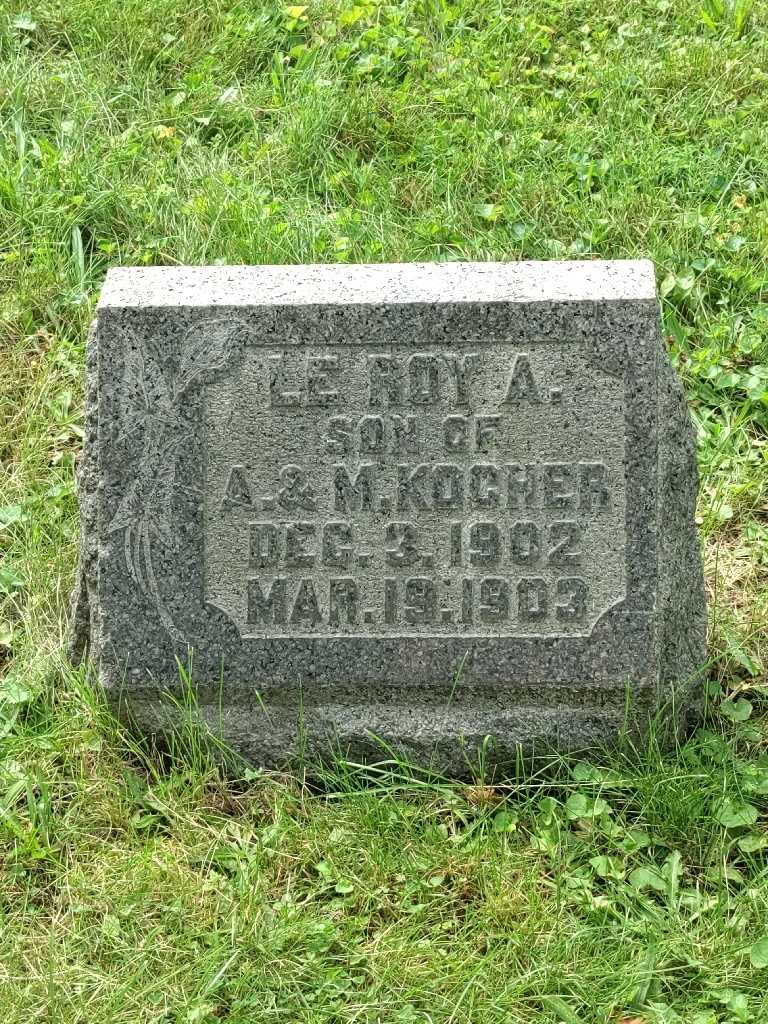 LE ROY A.
SON OF
A. & M. KOCHER
DEC. 3. 1902
MAR. 19. 1903